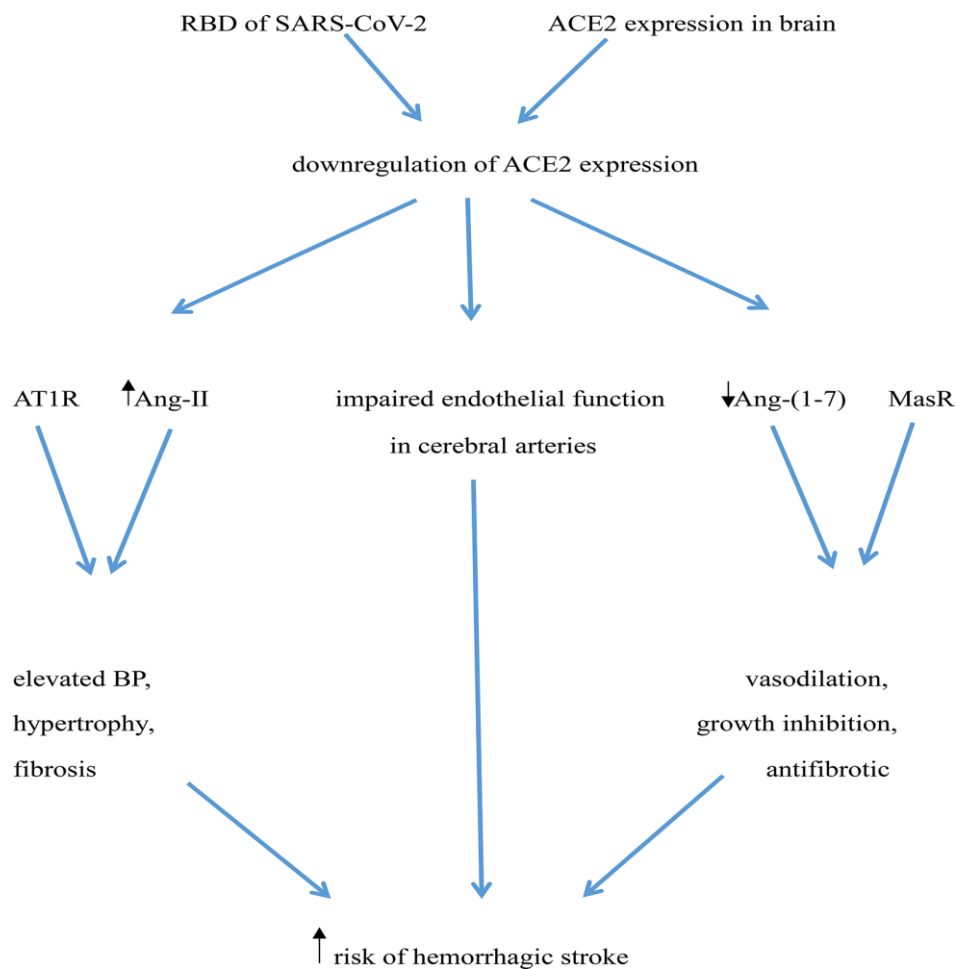 RBD of SARS-CoV-2
ACE2 expression in brain
downregulation of ACE2 expression
AT1R
Ang-II
impaired endothelial function
in cerebral arteries
Ang-(1-7)
MasR
elevated BP,
hypertrophy,
fibrosis
vasodilation,
growth inhibition,
antifibrotic
risk of hemorrhagic stroke